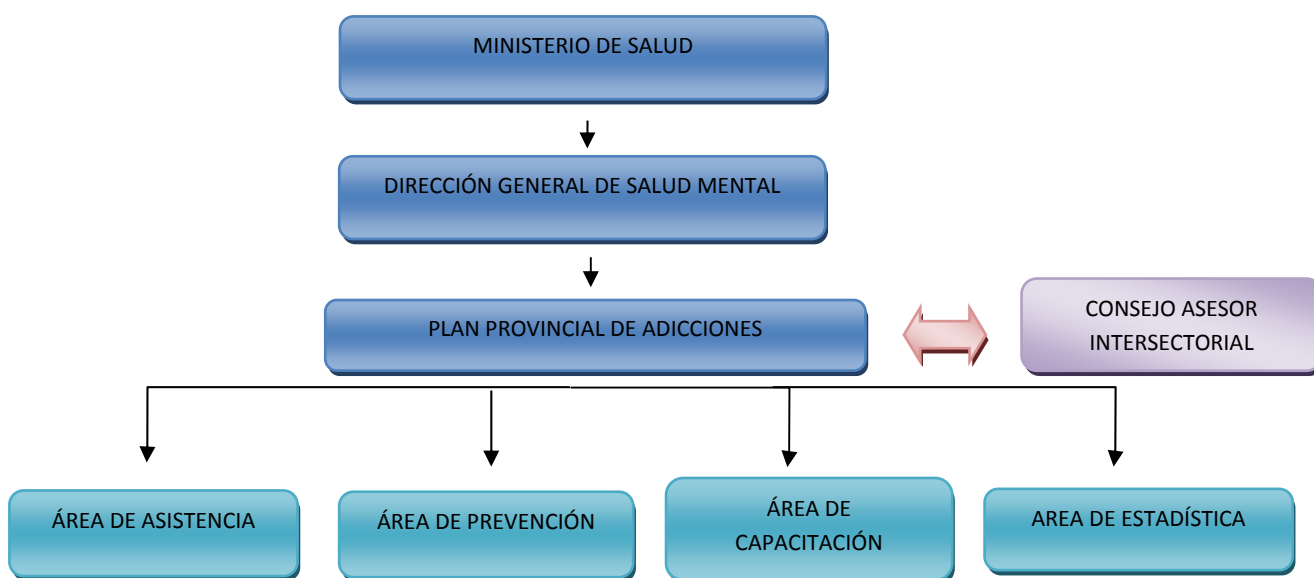 MINISTERIO DE SALUD
DIRECCIÓN GENERAL DE SALUD MENTAL
PLAN PROVINCIAL DE ADICCIONES
CONSEJO ASESOR
INTERSECTORIAL
ÁREA DE ASISTENCIA
ÁREA DE PREVENCIÓN
ÁREA DE
CAPACITACIÓN
AREA DE ESTADÍSTICA